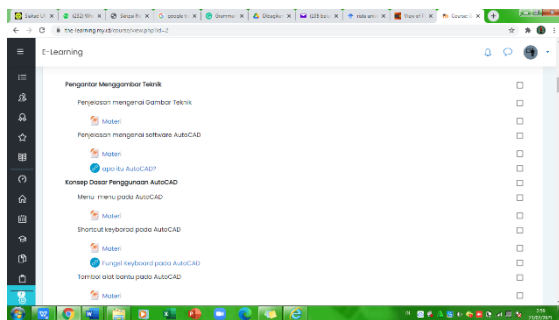 E-Learning
Pengantar Menggambar Teknik
Penjelasan mengenai Gambar Teknik
Materi
Penjelasan mengenai software AutoCAD
Materi
apa itu AutoCAD?
Konsep Dasar Penggunaan AutoCAD
Menu-menu pada AutoCAD
Materi
Shortcut keyborad pada AutoCAD
Materi
Fungsi Keyboard pada AutoCAD
Tombol alat bantu pada AutoCAD
Materi